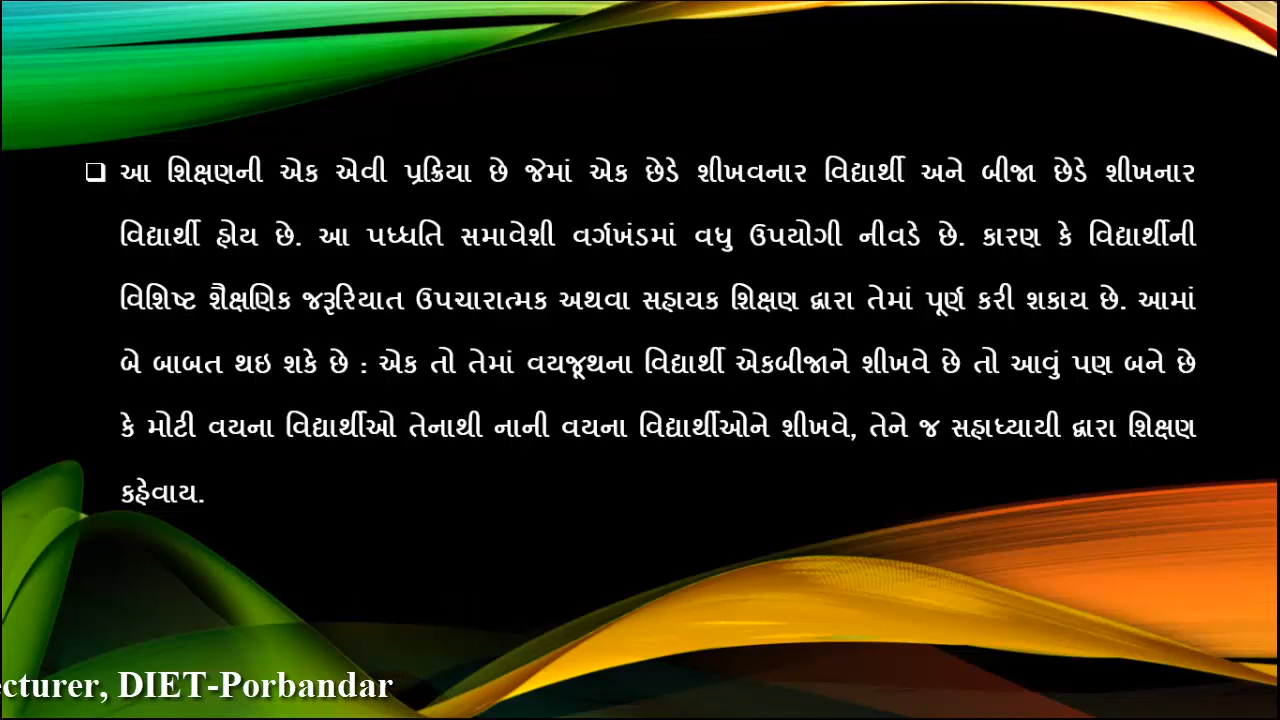 ❑ આ શિક્ષણની એક એવી પ્રક્રિયા છે જેમાં એક છેડે શીખવનાર વિદ્યાર્થી અને બીજા છેડે શીખનાર
વિદ્યાર્થી હોય છે. આ પધ્ધતિ સમાવેશી વર્ગખંડમાં વધુ ઉપયોગી નીવડે છે. કારણ કે વિદ્યાર્થીની
વિશિષ્ટ શૈક્ષણિક જરૂરિયાત ઉપચારાત્મક અથવા સહાયક શિક્ષણ દ્વારા તેમાં પૂર્ણ કરી શકાય છે. આમાં
બે બાબત થઇ શકે છે : એક તો તેમાં વયજૂથના વિદ્યાર્થી એકબીજાને શીખવે છે તો આવું પણ બને છે
કે મોટી વયના વિદ્યાર્થીઓ તેનાથી નાની વયના વિદ્યાર્થીઓને શીખવે, તેને જ સહાધ્યાયી દ્વારા શિક્ષણ
કહેવાય.
ecturer, DIET-Porbandar